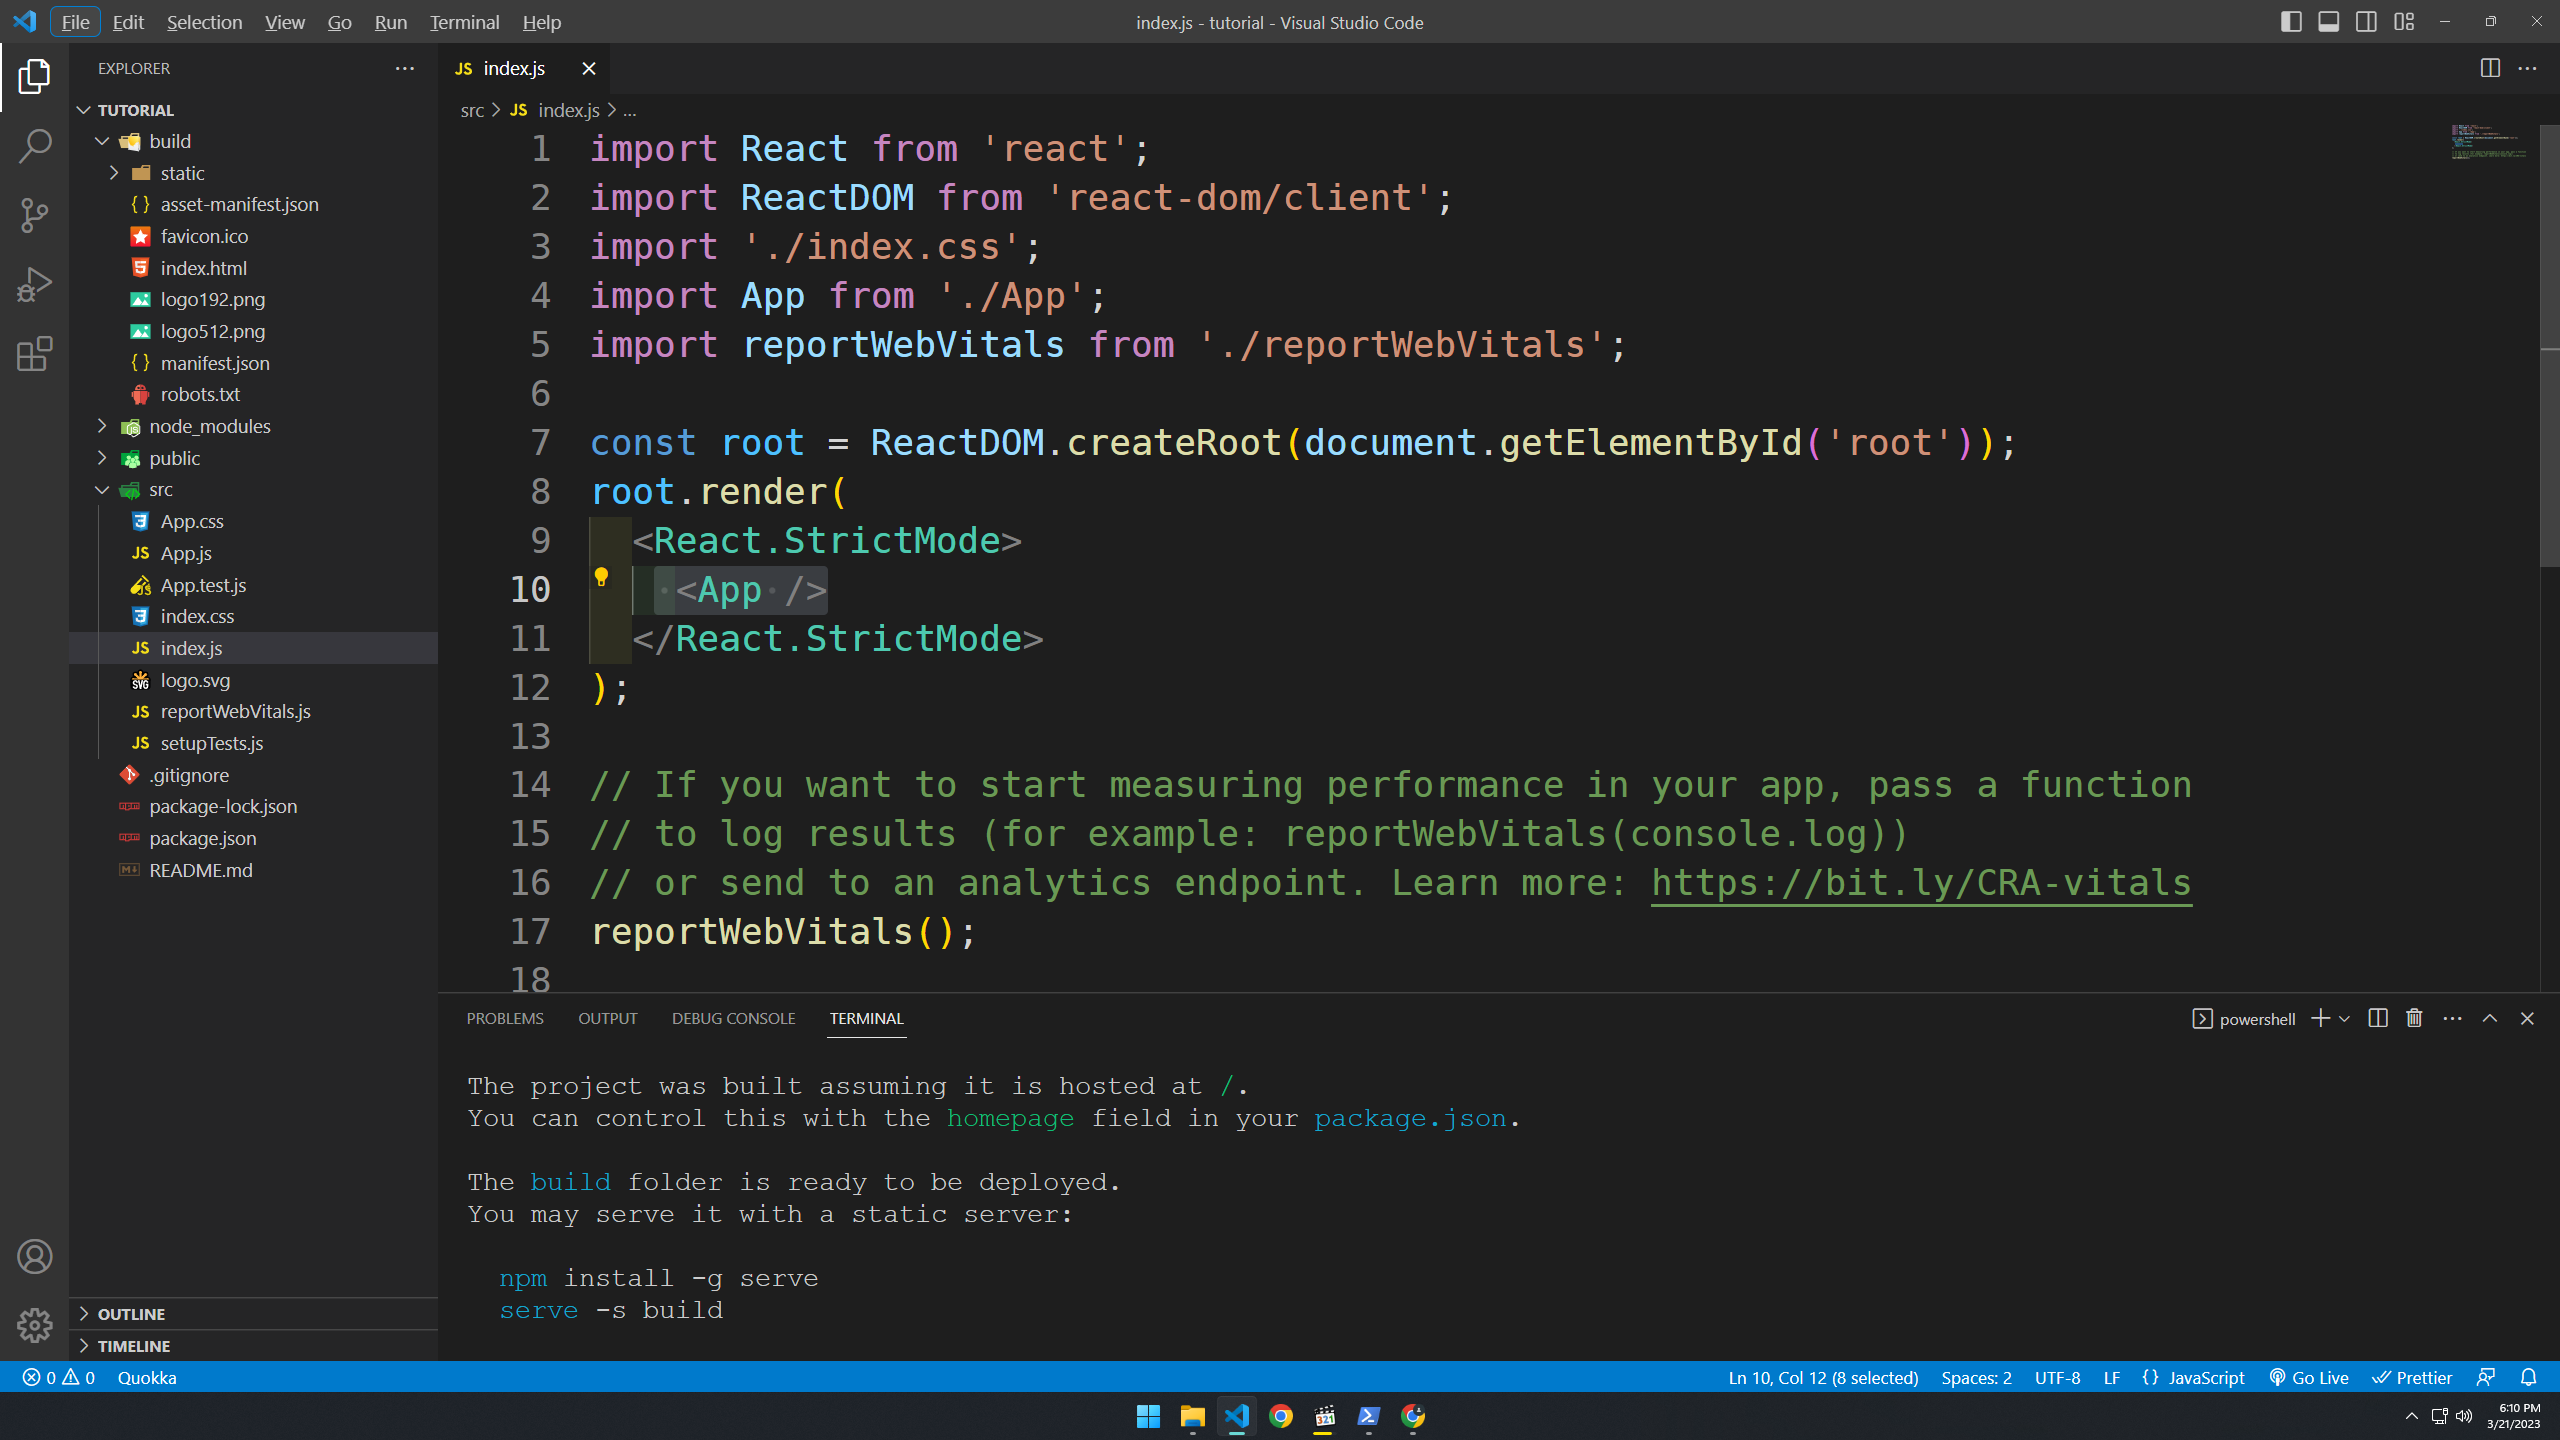 File Edit Selection View Go Run Terminal Help
index.js - tutorial - Visual Studio Code
EXPLORER
TUTORIAL
build
static
asset-manifest.json
favicon.ico
index.html
logo192.png
logo512.png
manifest.json
robots.txt
node_modules
public
src
App.css
App.js
App.test.js
index.css
index.js
logo.svg
reportWebVitals.js
setupTests.js
.gitignore
package-lock.json
package.json
README.md
OUTLINE
TIMELINE
JS index.js
src > JS index.js > ...
1 import React from 'react';
2 import ReactDOM from 'react-dom/client';
3 import './index.css';
4 import App from './App';
5 import reportWebVitals from './reportWebVitals';
6
7 const root = ReactDOM.createRoot(document.getElementById('root'));
8 root.render(
9 <React.StrictMode>
10 <App />
11 </React.StrictMode>
12 );
13
14 // If you want to start measuring performance in your app, pass a function
15 // to log results (for example: reportWebVitals(console.log))
16 // or send to an analytics endpoint. Learn more: https://bit.ly/CRA-vitals
17 reportWebVitals();
18
PROBLEMS OUTPUT DEBUG CONSOLE TERMINAL
powershell
The project was built assuming it is hosted at /.
You can control this with the homepage field in your package.json.
The build folder is ready to be deployed.
You may serve it with a static server:
npm install -g serve
serve -s build
0 0 Quokka
Ln 10, Col 12 (8 selected) Spaces: 2 UTF-8 LF {} JavaScript Go Live Prettier
6:10 PM
3/21/2023